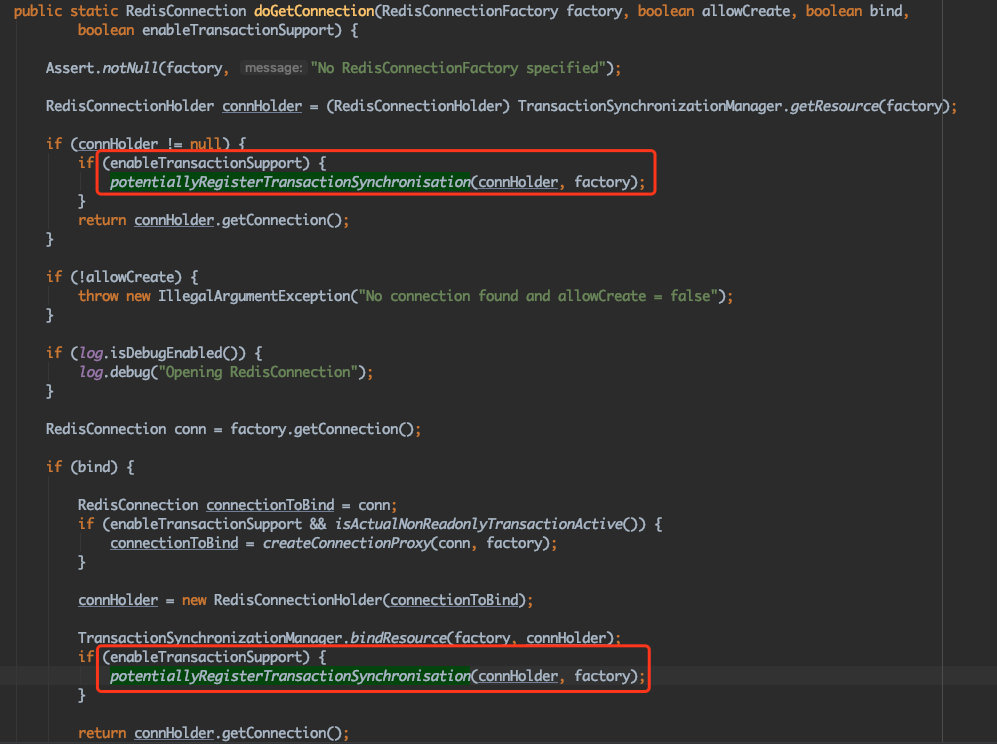 public static RedisConnection doGetConnection(RedisConnectionFactory factory, boolean allowCreate, boolean bind,
        boolean enableTransactionSupport) {
    Assert.notNull(factory, message: "No RedisConnectionFactory specified");
    RedisConnectionHolder connHolder = (RedisConnectionHolder) TransactionSynchronizationManager.getResource(factory);
    if (connHolder != null) {
        if (enableTransactionSupport) {
            potentiallyRegisterTransactionSynchronisation(connHolder, factory);
        }
        return connHolder.getConnection();
    }
    if (!allowCreate) {
        throw new IllegalArgumentException("No connection found and allowCreate = false");
    }
    if (log.isDebugEnabled()) {
        log.debug("Opening RedisConnection");
    }
    RedisConnection conn = factory.getConnection();
    if (bind) {
        RedisConnection connectionToBind = conn;
        if (enableTransactionSupport && isActualNonReadonlyTransactionActive()) {
            connectionToBind = createConnectionProxy(conn, factory);
        }
        connHolder = new RedisConnectionHolder(connectionToBind);
        TransactionSynchronizationManager.bindResource(factory, connHolder);
        if (enableTransactionSupport) {
            potentiallyRegisterTransactionSynchronisation(connHolder, factory);
        }
        return connHolder.getConnection();